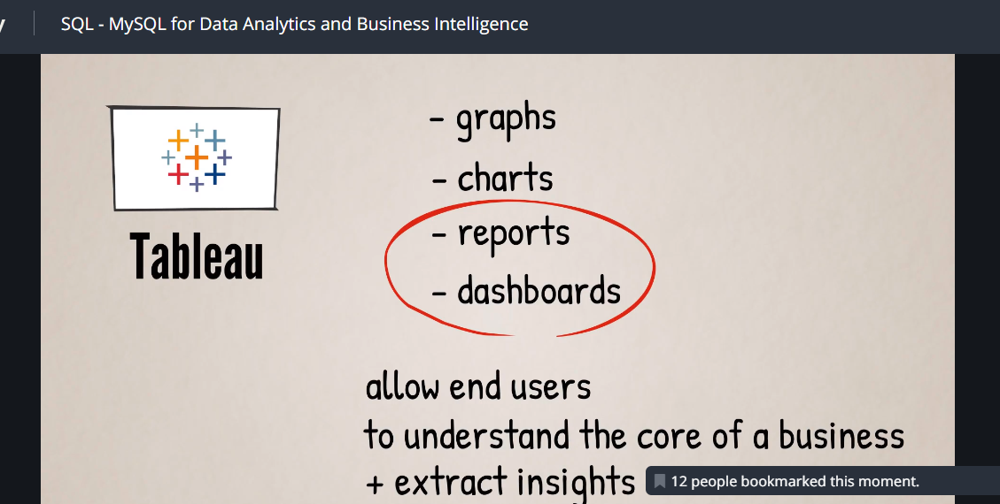 SQL - MySQL for Data Analytics and Business Intelligence
Tableau
- graphs
- charts
- reports
- dashboards
allow end users
to understand the core of a business
+ extract insights
12 people bookmarked this moment.